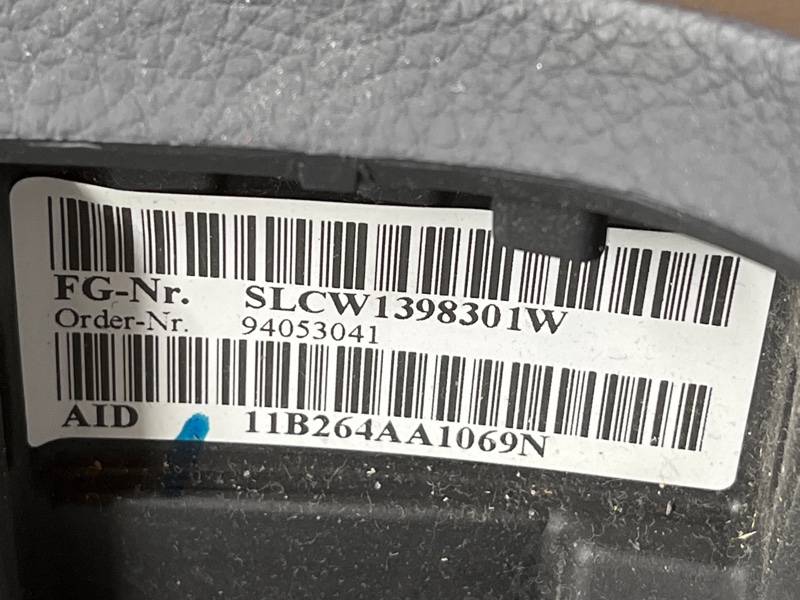 FG-Nr. SLCW1398301W
Order-Nr. 94053041
AID 11B264AA1069N